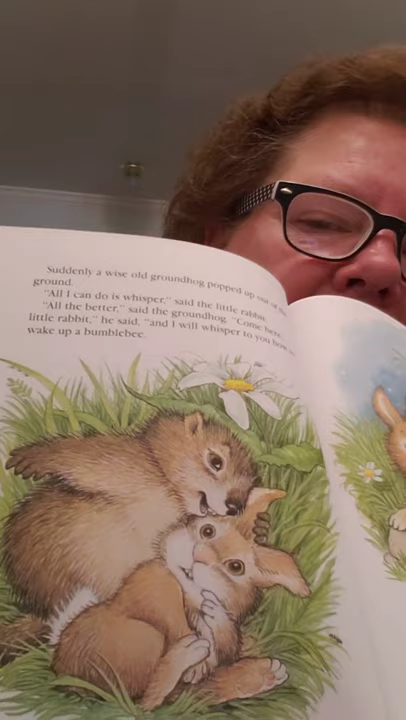 Suddenly a wise old groundhog popped up out of the
ground.
"All I can do is whisper," said the little rabbit.
"All the better," said the groundhog. "Come here,
little rabbit," he said, "and I will whisper to you how to
wake up a bumblebee.